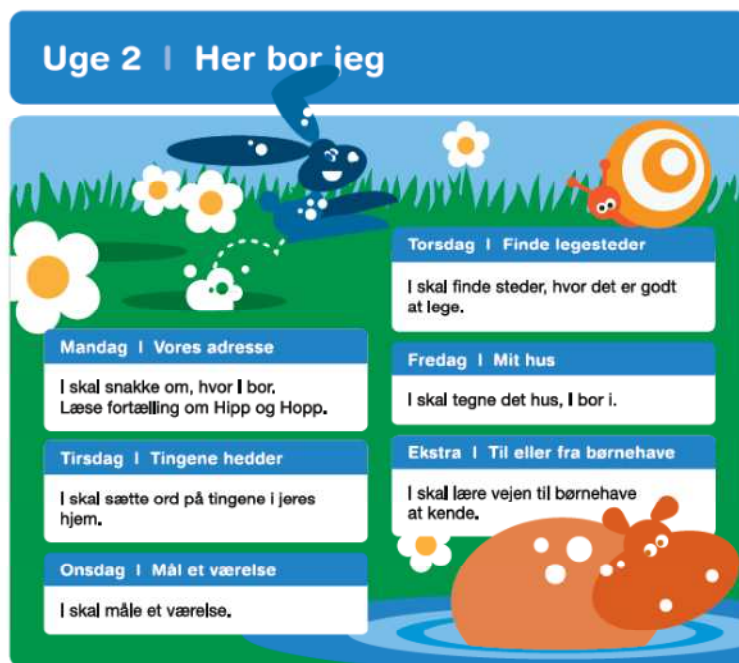 Uge 2 | Her bor jeg
Mandag | Vores adresse
I skal snakke om, hvor I bor.
Læse fortælling om Hipp og Hopp.
Tirsdag | Tingene hedder
I skal sætte ord på tingene i jeres
hjem.
Onsdag | Mål et værelse
I skal måle et værelse.
Torsdag | Finde legesteder
I skal finde steder, hvor det er godt
at lege.
Fredag | Mit hus
I skal tegne det hus, I bor i.
Ekstra | Til eller fra børnehave
I skal lære vejen til børnehave
at kende.